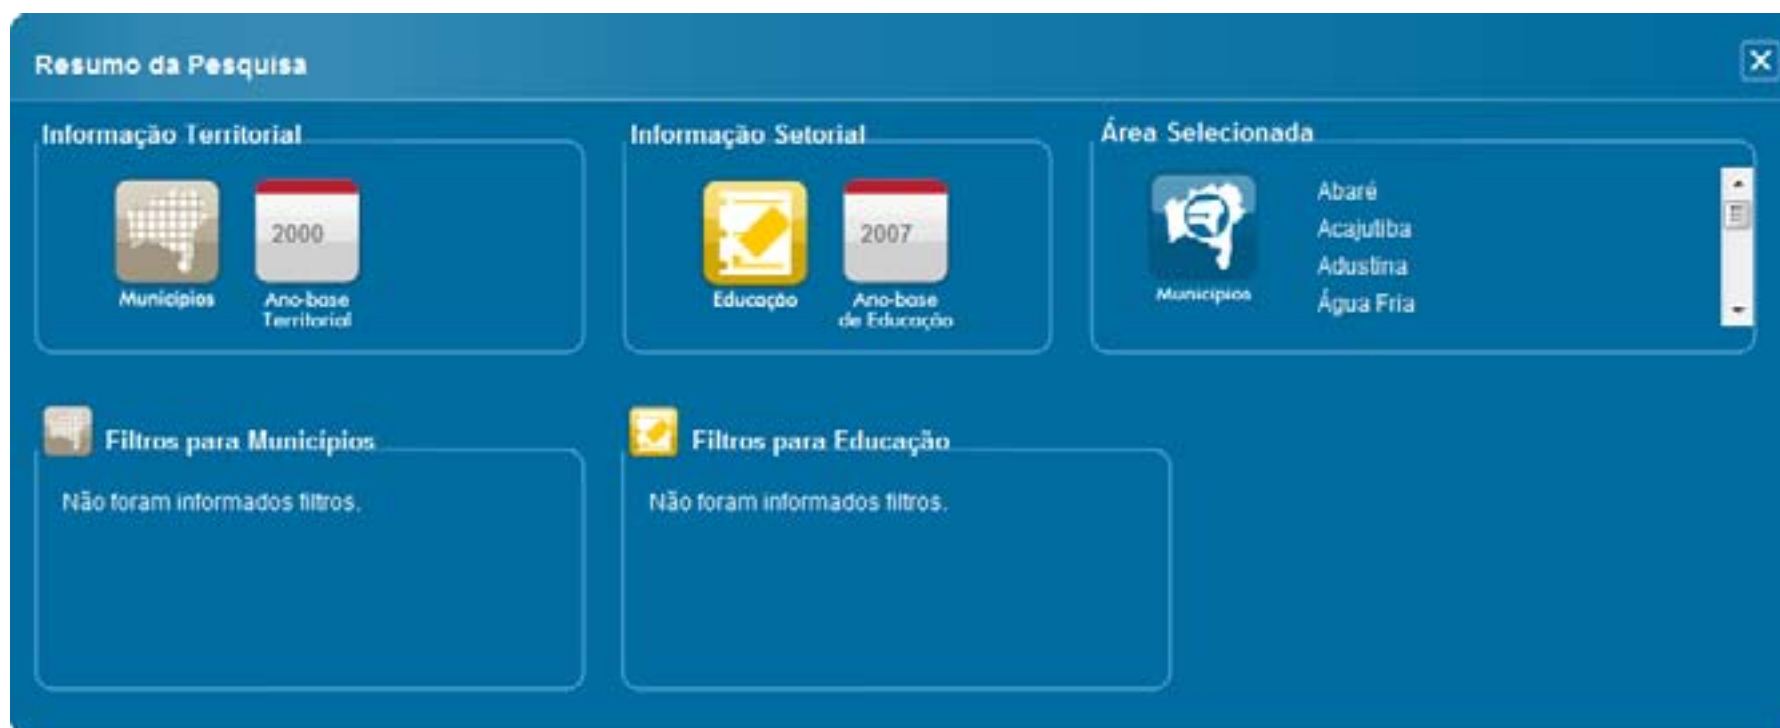 Resumo da Pesquisa
Informação Territorial
2000
Municípios
Ano-base
Territorial
Informação Setorial
2007
Educação
Ano-base
de Educação
Área Selecionada
Municípios
Abaré
Acajutiba
Adustina
Água Fria
Filtros para Municípios
Não foram informados filtros.
Filtros para Educação
Não foram informados filtros.